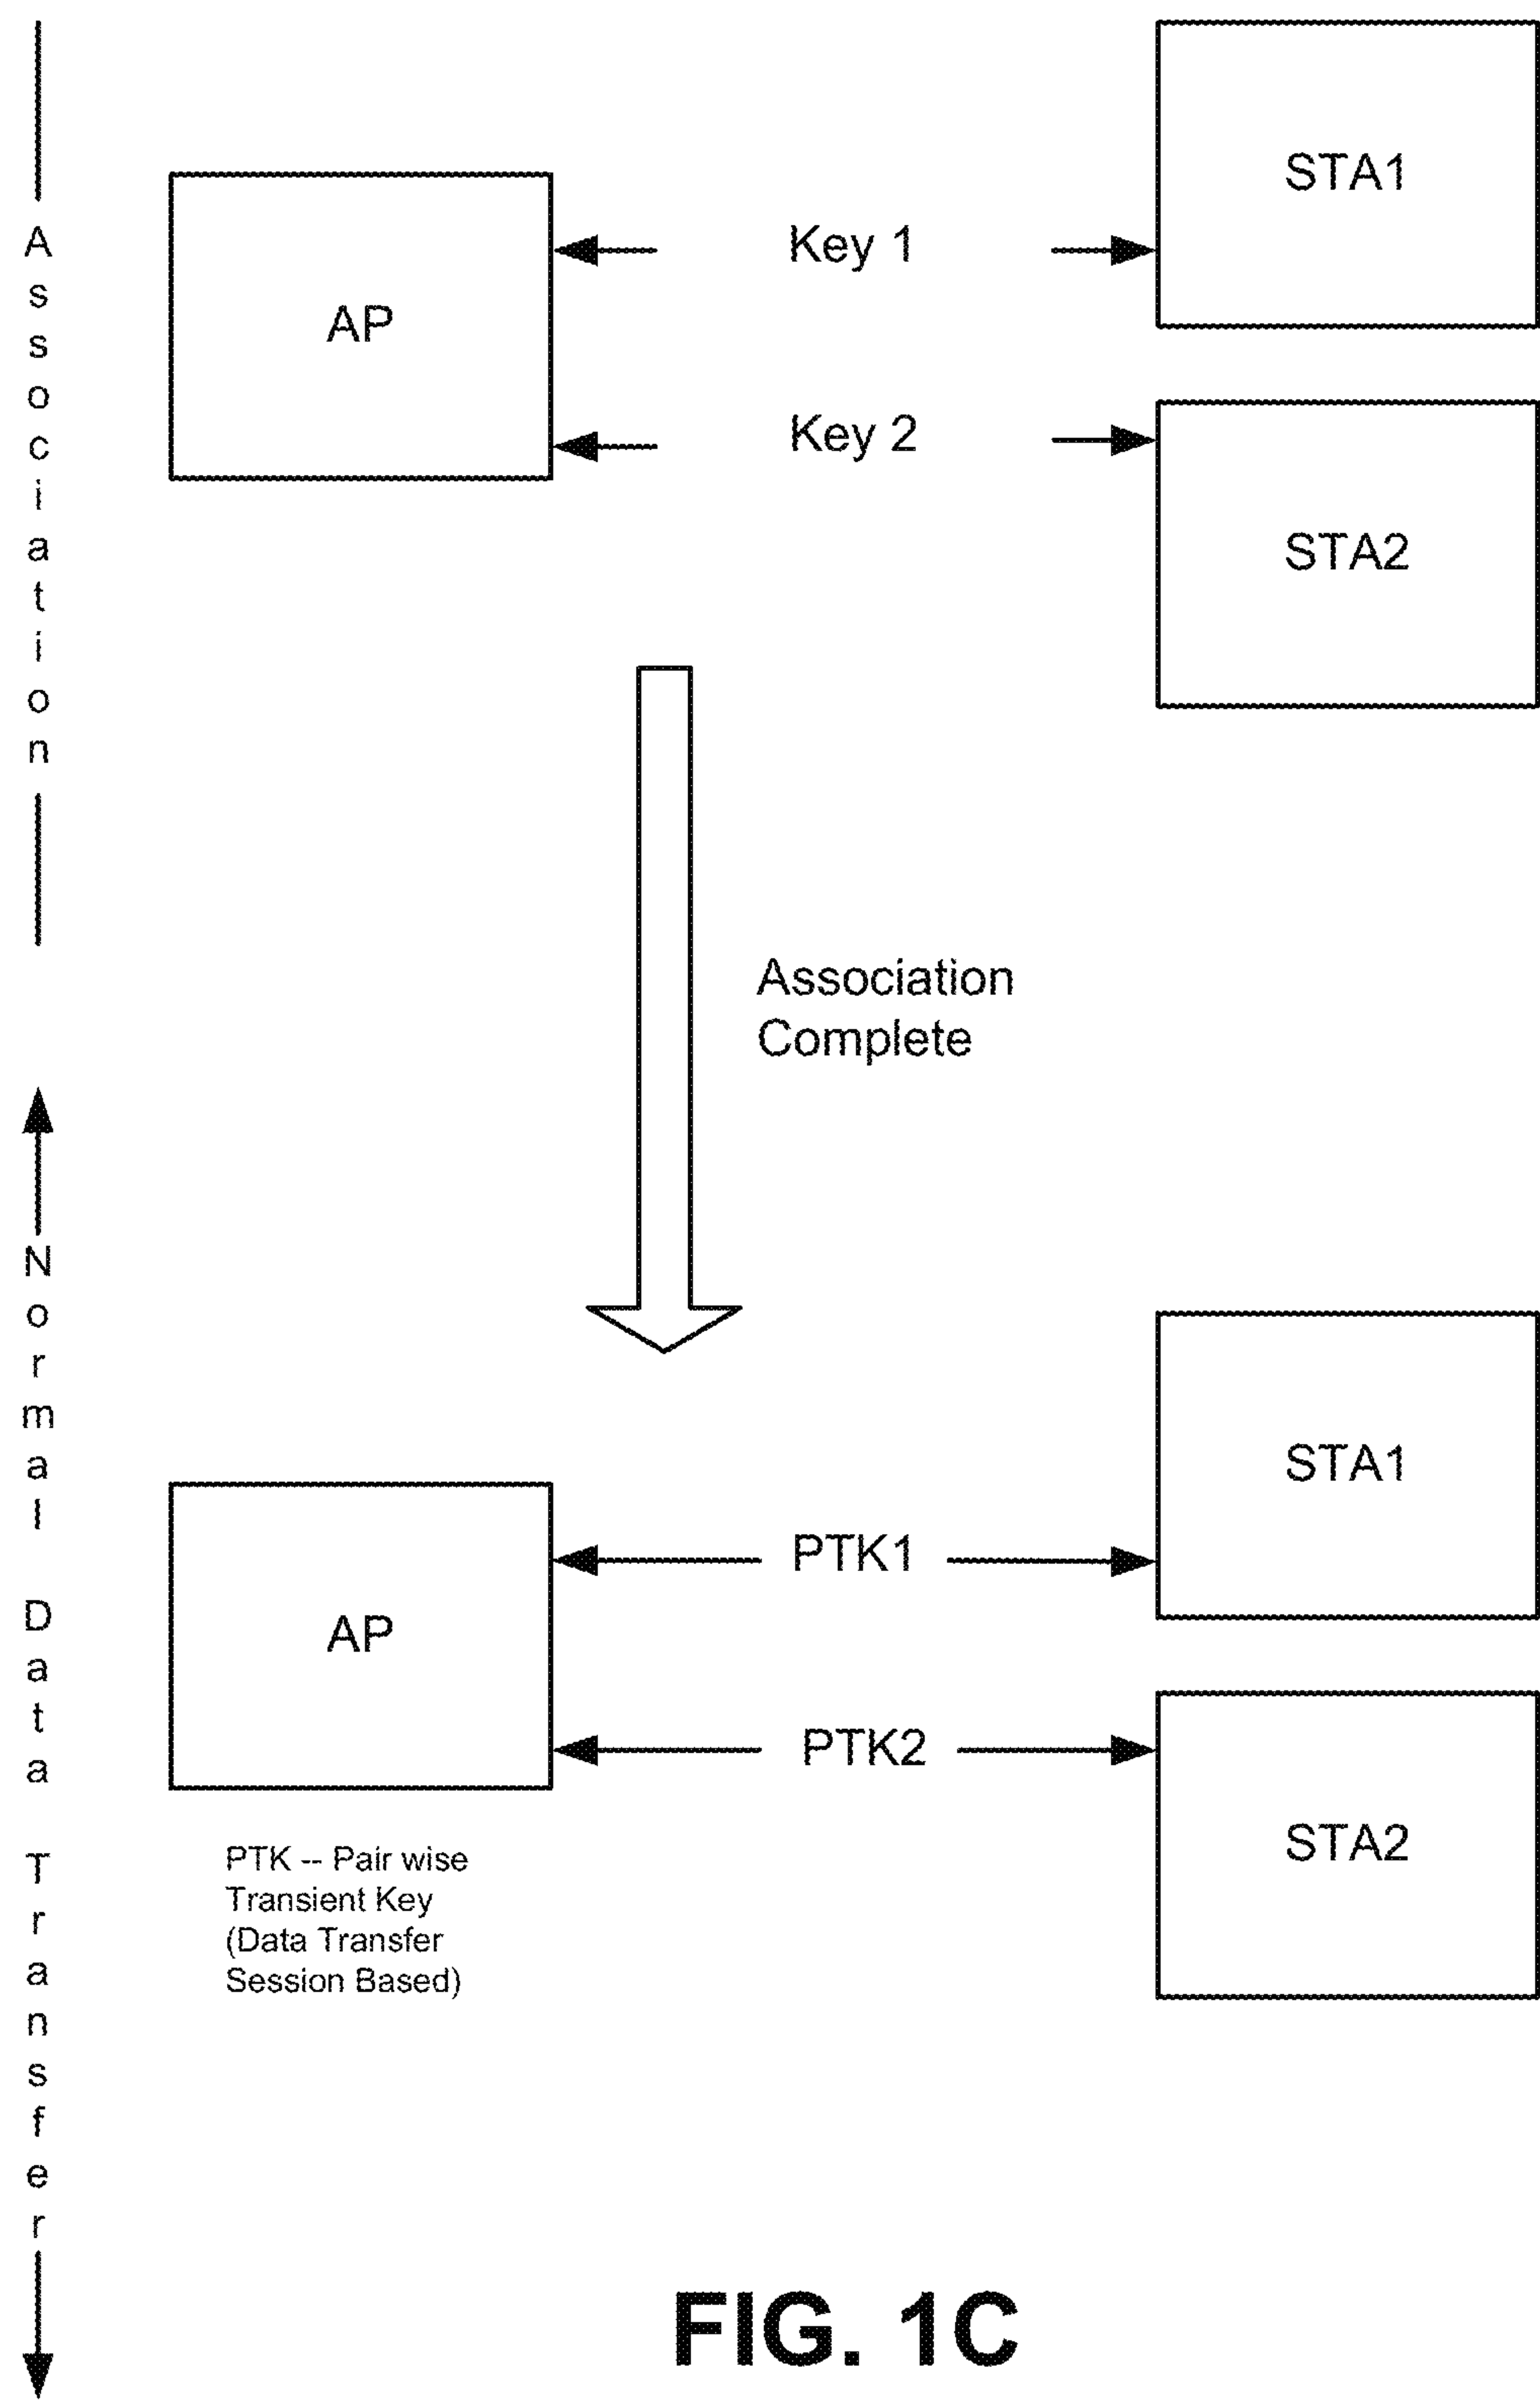 Association
STA1
AP
Key 1
Key 2
STA2
Association
Complete
Normal Data Transfer
STA1
AP
PTK1
PTK2
STA2
PTK -- Pair wise
Transient Key
(Data Transfer
Session Based)
FIG. 1C